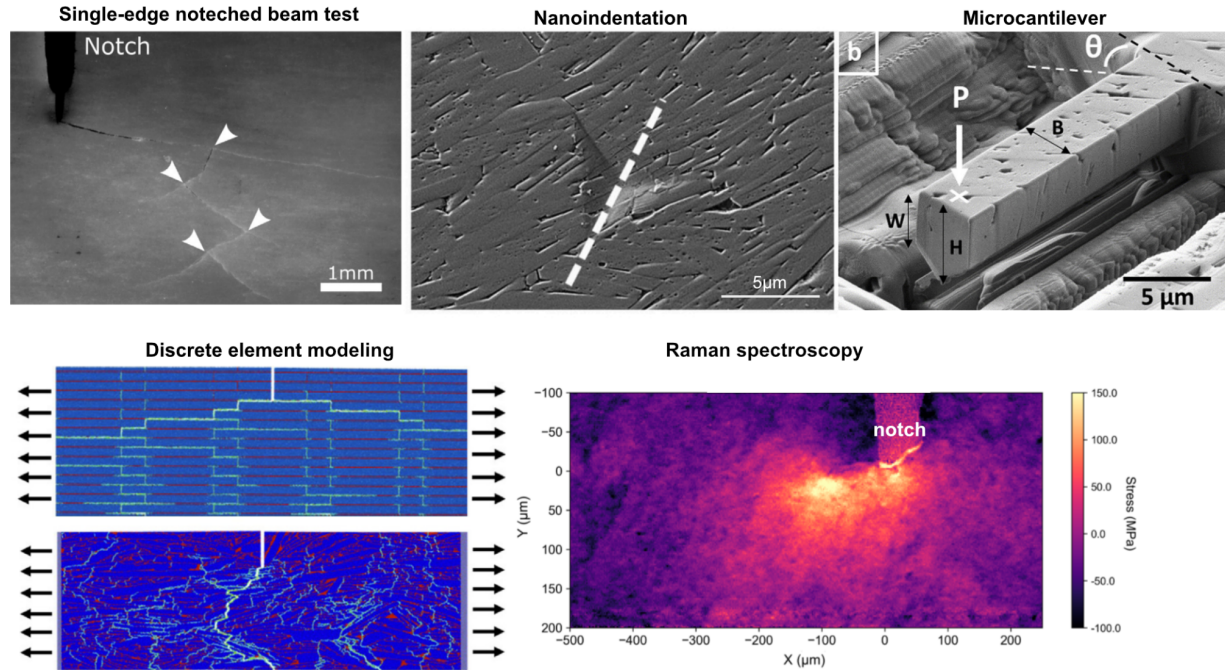 Single-edge noteched beam test
Nanoindentation
Microcantilever
Notch
1mm
5µm
b
θ
P
B
W
H
5 µm
Discrete element modeling
Raman spectroscopy
notch
-100
-50
0
50
100
150
200
Y (µm)
-500
-400
-300
-200
-100
0
100
200
X (µm)
150.0
100.0
50.0
0.0
-50.0
-100.0
Stress (MPa)